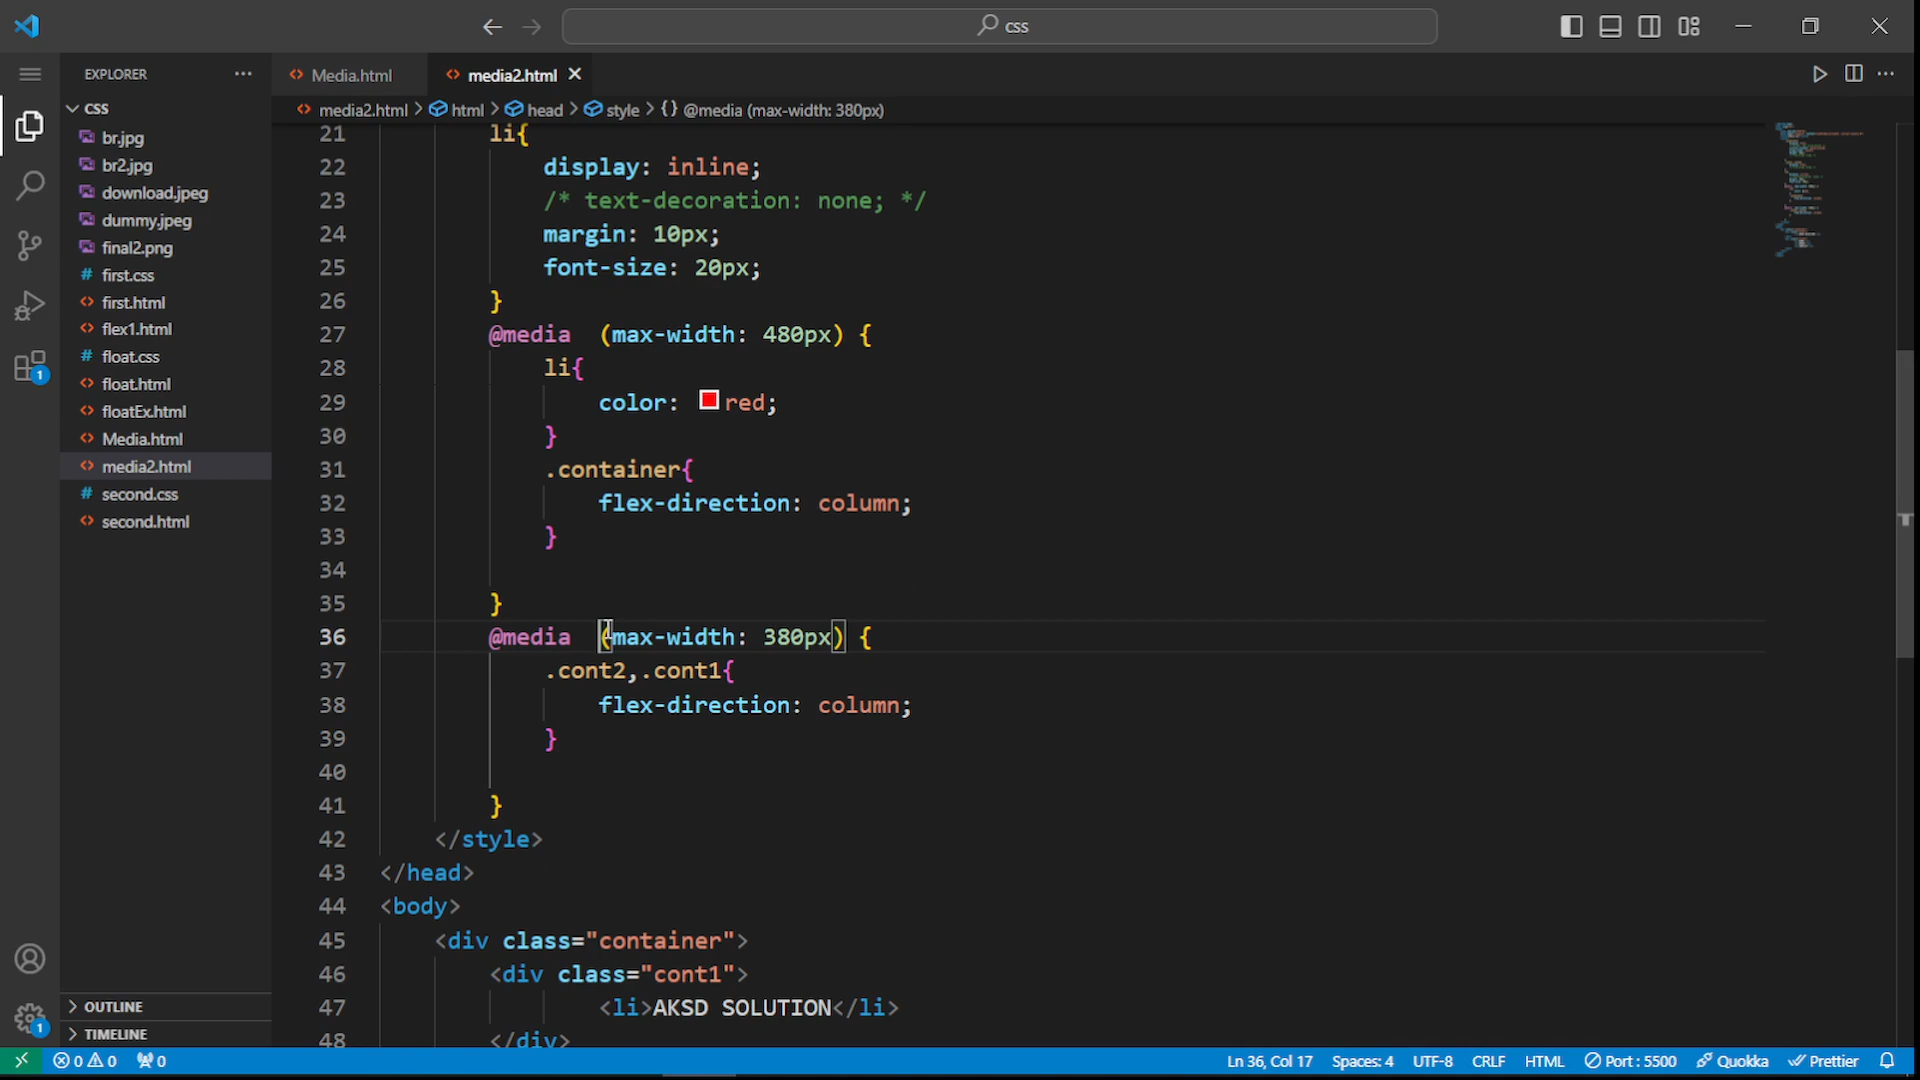 css
EXPLORER ···
Media.html
media2.html
CSS
media2.html > html > head > style > {} @media (max-width: 380px)
br.jpg
br2.jpg
download.jpeg
dummy.jpeg
final2.png
# first.css
<> first.html
<> flex1.html
# float.css
<> float.html
<> floatEx.html
<> Media.html
<> media2.html
# second.css
<> second.html
21 li{
22 display: inline;
23 /* text-decoration: none; */
24 margin: 10px;
25 font-size: 20px;
26 }
27 @media  (max-width: 480px) {
28 li{
29 color: red;
30 }
31 .container{
32 flex-direction: column;
33 }
34
35 }
36 @media  (max-width: 380px) {
37 .cont2,.cont1{
38 flex-direction: column;
39 }
40
41 }
42 </style>
43 </head>
44 <body>
45 <div class="container">
46 <div class="cont1">
47 <li>AKSD SOLUTION</li>
48 </div>
1
1
> OUTLINE
> TIMELINE
0 0 0
Ln 36, Col 17 Spaces: 4 UTF-8 CRLF HTML Port : 5500 Quokka Prettier